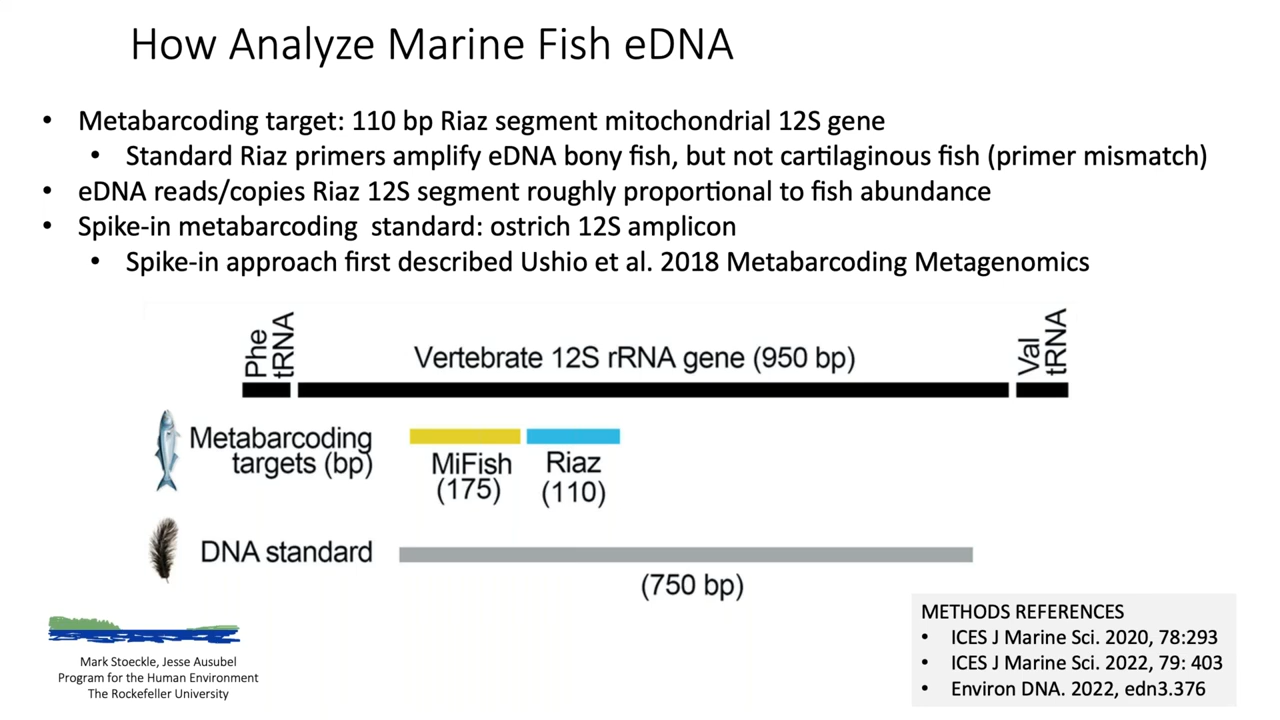 How Analyze Marine Fish eDNA
• Metabarcoding target: 110 bp Riaz segment mitochondrial 12S gene
• Standard Riaz primers amplify eDNA bony fish, but not cartilaginous fish (primer mismatch)
• eDNA reads/copies Riaz 12S segment roughly proportional to fish abundance
• Spike-in metabarcoding  standard: ostrich 12S amplicon
• Spike-in approach first described Ushio et al. 2018 Metabarcoding Metagenomics
Phe
tRNA
Vertebrate 12S rRNA gene (950 bp)
Val
tRNA
Metabarcoding
targets (bp)
MiFish
(175)
Riaz
(110)
DNA standard
(750 bp)
Mark Stoeckle, Jesse Ausubel
Program for the Human Environment
The Rockefeller University
METHODS REFERENCES
• ICES J Marine Sci. 2020, 78:293
• ICES J Marine Sci. 2022, 79: 403
• Environ DNA. 2022, edn3.376